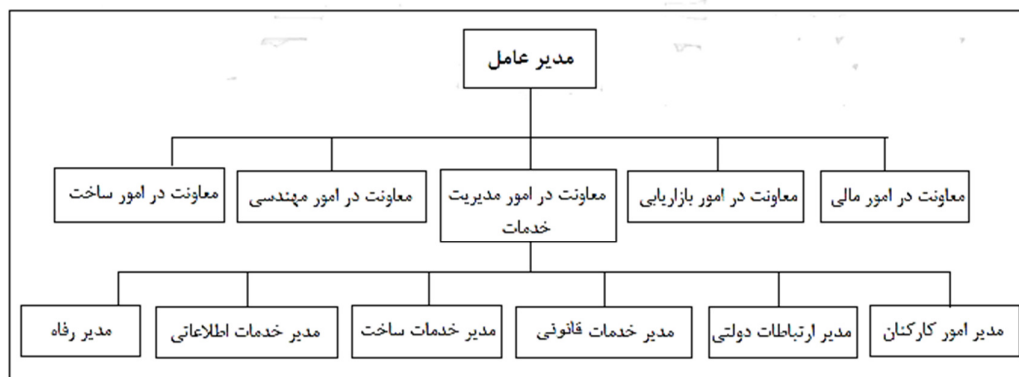 مدیر عامل
معاونت در امور مالی
معاونت در امور بازاریابی
معاونت در امور مدیریت
خدمات
معاونت در امور مهندسی
معاونت در امور ساخت
مدیر امور کارکنان
مدیر ارتباطات دولتی
مدیر خدمات قانونی
مدیر خدمات ساخت
مدیر خدمات اطلاعاتی
مدیر رفاه